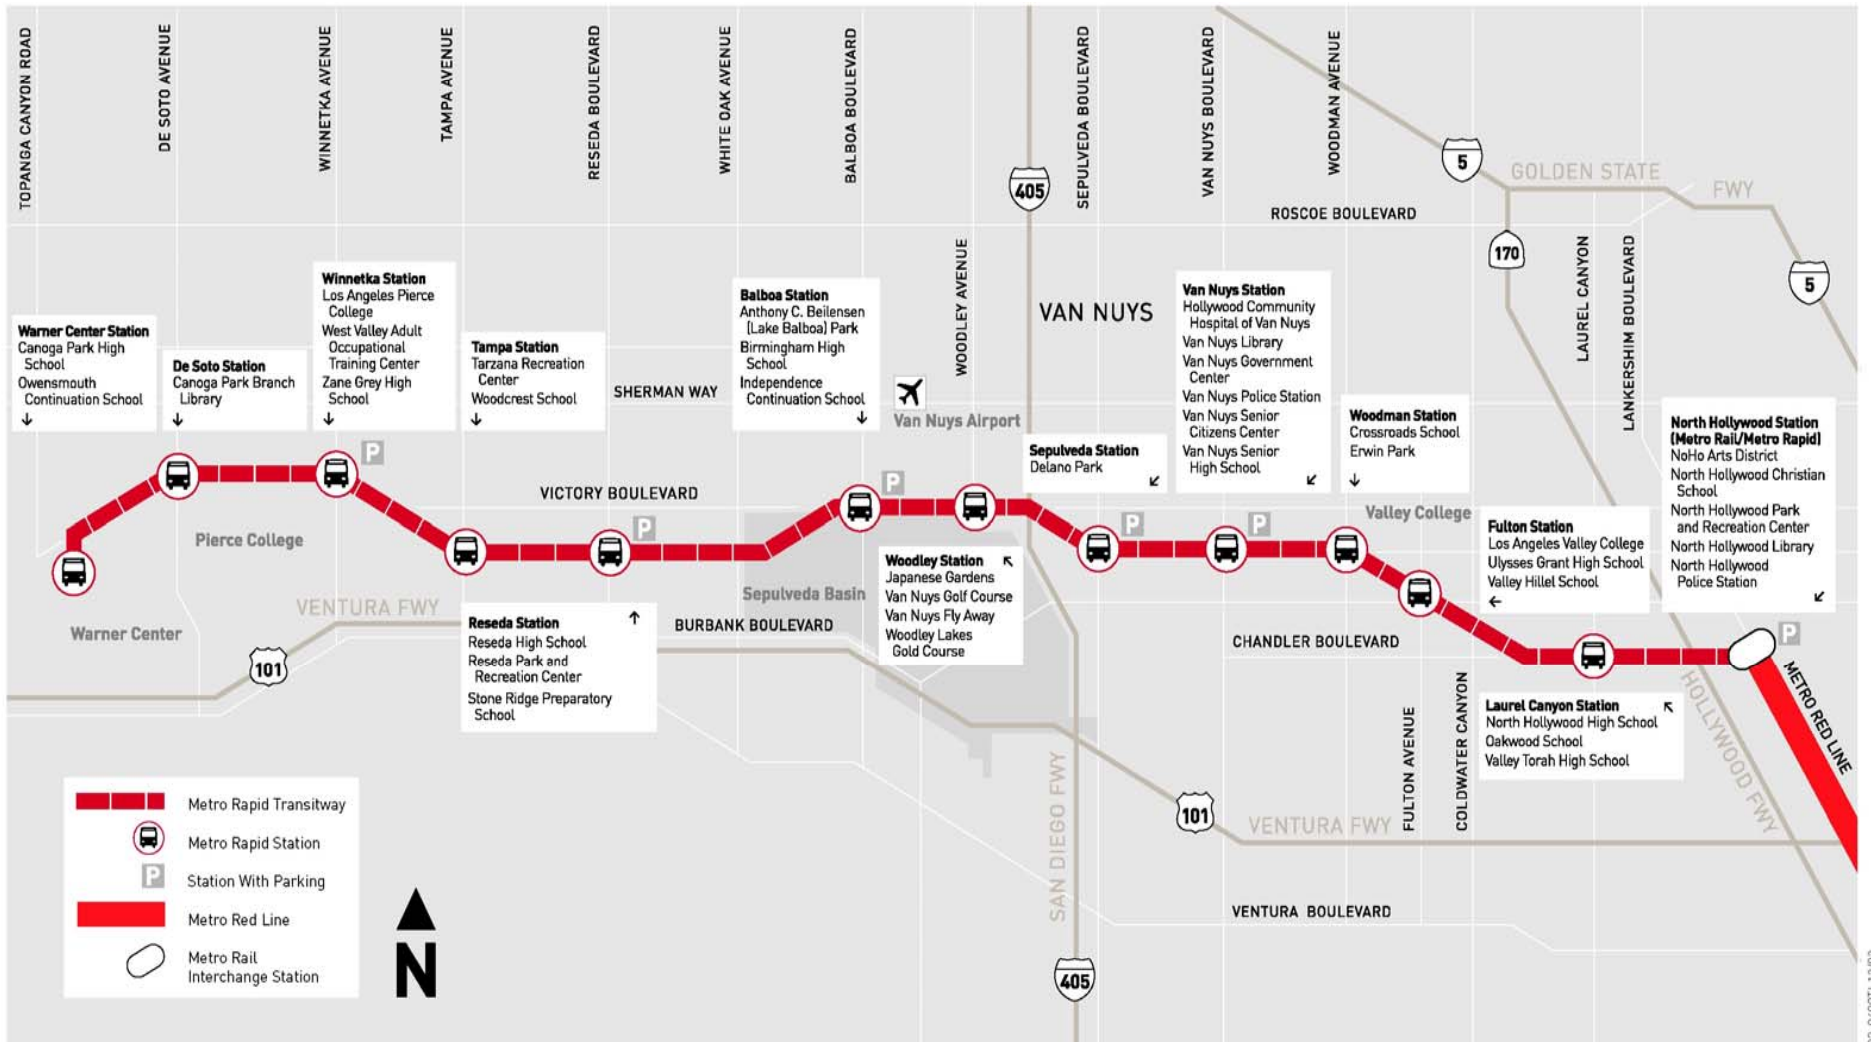 TOPANGA CANYON ROAD
DE SOTO AVENUE
WINNETKA AVENUE
TAMPA AVENUE
RESEDA BOULEVARD
WHITE OAK AVENUE
BALBOA BOULEVARD
SEPULVEDA BOULEVARD
VAN NUYS BOULEVARD
WOODMAN AVENUE
5
GOLDEN STATE
FWY
405
ROSCOE BOULEVARD
170
5
WOODLEY AVENUE
LAUREL CANYON
LANKERSHIM BOULEVARD
VAN NUYS
Warner Center Station
Canoga Park High
School
Owensmouth
Continuation School
De Soto Station
Canoga Park Branch
Library
Winnetka Station
Los Angeles Pierce
College
West Valley Adult
Occupational
Training Center
Zane Grey High
School
Tampa Station
Tarzana Recreation
Center
Woodcrest School
SHERMAN WAY
Balboa Station
Anthony C. Beilensen
(Lake Balboa) Park
Birmingham High
School
Independence
Continuation School
Van Nuys Airport
Sepulveda Station
Delano Park
Van Nuys Station
Hollywood Community
Hospital of Van Nuys
Van Nuys Library
Van Nuys Government
Center
Van Nuys Police Station
Van Nuys Senior
Citizens Center
Van Nuys Senior
High School
Woodman Station
Crossroads School
Erwin Park
North Hollywood Station
(Metro Rail/Metro Rapid)
NoHo Arts District
North Hollywood Christian
School
North Hollywood Park
and Recreation Center
North Hollywood Library
North Hollywood
Police Station
P
VICTORY BOULEVARD
P
P
P
P
Valley College
Fulton Station
Los Angeles Valley College
Ulysses Grant High School
Valley Hillel School
Pierce College
Sepulveda Basin
Woodley Station
Japanese Gardens
Van Nuys Golf Course
Van Nuys Fly Away
Woodley Lakes
Gold Course
VENTURA FWY
Warner Center
101
Reseda Station
Reseda High School
Reseda Park and
Recreation Center
Stone Ridge Preparatory
School
BURBANK BOULEVARD
CHANDLER BOULEVARD
P
METRO RED LINE
Laurel Canyon Station
North Hollywood High School
Oakwood School
Valley Torah High School
FULTON AVENUE
COLDWATER CANYON
HOLLYWOOD FWY
SAN DIEGO FWY
101
VENTURA FWY
VENTURA BOULEVARD
405
Metro Rapid Transitway
Metro Rapid Station
P
Station With Parking
Metro Red Line
Metro Rail
Interchange Station
N